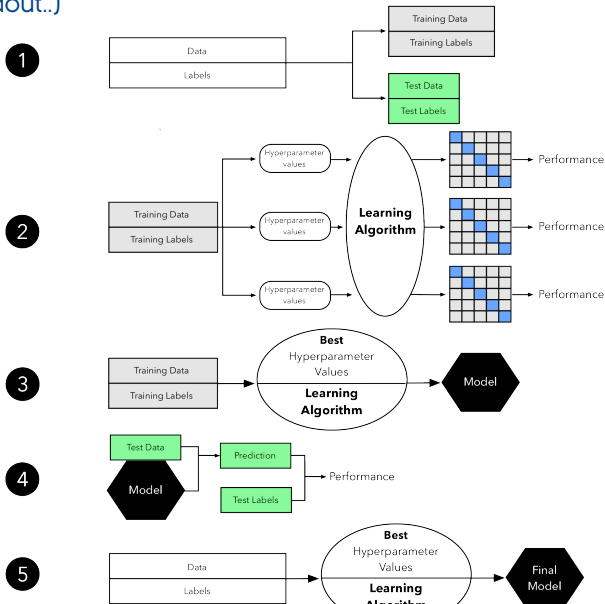 dout..)
1
Data
Labels
Training Data
Training Labels
Test Data
Test Labels
2
Training Data
Training Labels
Hyperparameter
values
Hyperparameter
values
Hyperparameter
values
Learning
Algorithm
Performance
Performance
Performance
3
Training Data
Training Labels
Best
Hyperparameter
Values
Learning
Algorithm
Model
4
Test Data
Model
Prediction
Test Labels
Performance
5
Data
Labels
Best
Hyperparameter
Values
Learning
Algorithm
Final
Model